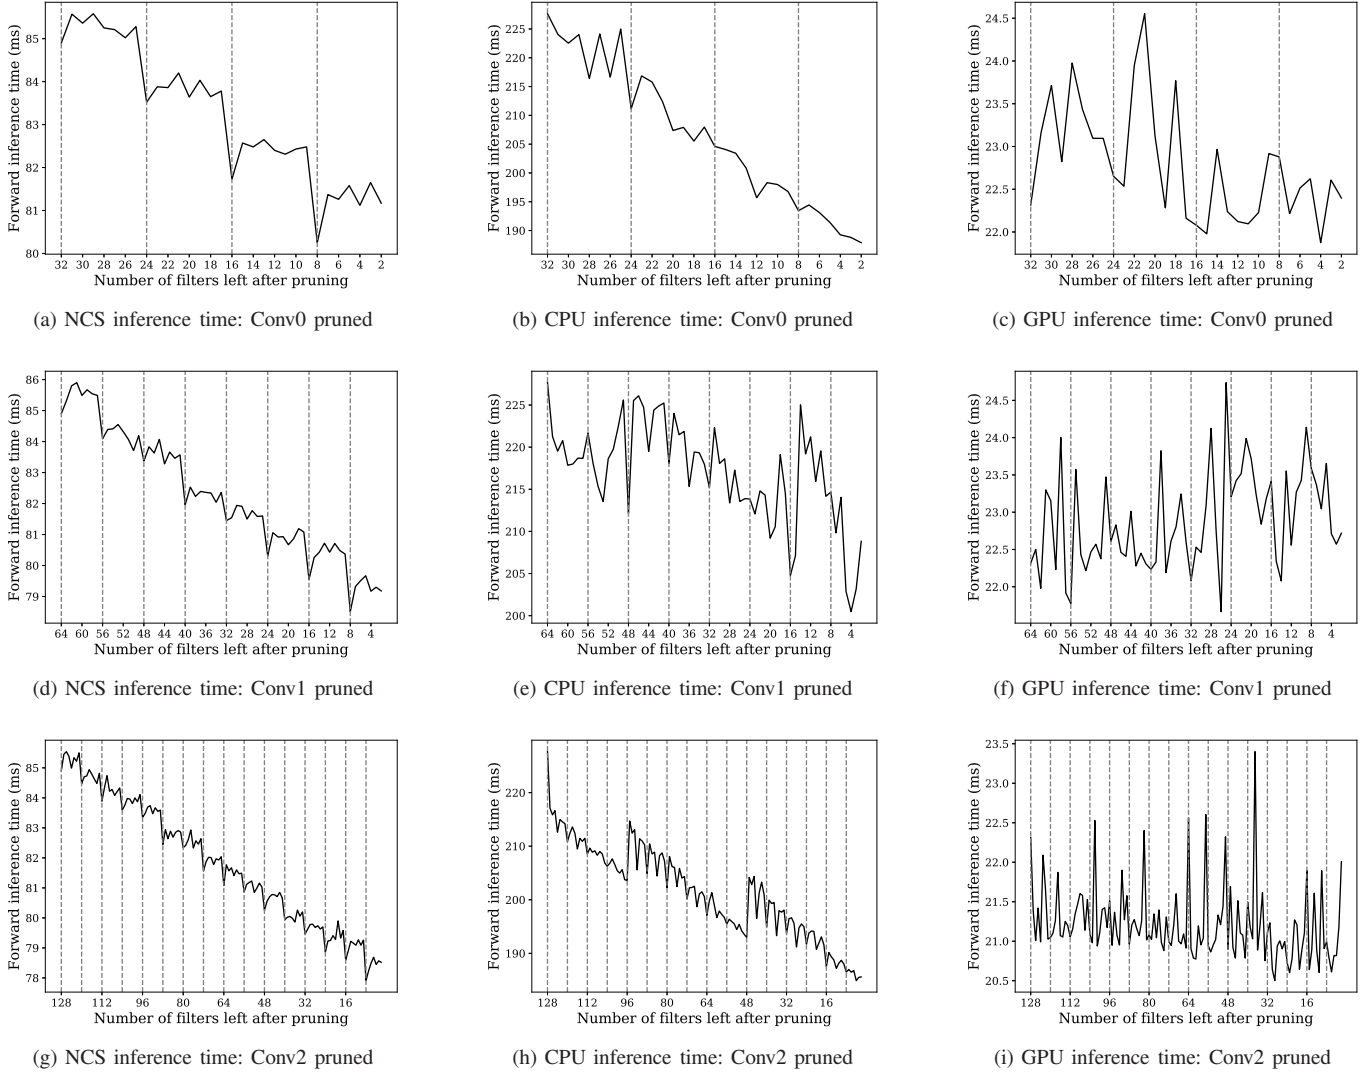 85
84
83
82
81
80
Forward inference time (ms)
32 30 28 26 24 22 20 18 16 14 12 10 8 6 4 2
Number of filters left after pruning
(a) NCS inference time: Conv0 pruned
225
220
215
210
205
200
195
190
Forward inference time (ms)
32 30 28 26 24 22 20 18 16 14 12 10 8 6 4 2
Number of filters left after pruning
(b) CPU inference time: Conv0 pruned
24.5
24.0
23.5
23.0
22.5
22.0
Forward inference time (ms)
32 30 28 26 24 22 20 18 16 14 12 10 8 6 4 2
Number of filters left after pruning
(c) GPU inference time: Conv0 pruned
86
85
84
83
82
81
80
79
Forward inference time (ms)
64 60 56 52 48 44 40 36 32 28 24 20 16 12 8 4
Number of filters left after pruning
(d) NCS inference time: Conv1 pruned
225
220
215
210
205
200
Forward inference time (ms)
64 60 56 52 48 44 40 36 32 28 24 20 16 12 8 4
Number of filters left after pruning
(e) CPU inference time: Conv1 pruned
24.5
24.0
23.5
23.0
22.5
22.0
Forward inference time (ms)
64 60 56 52 48 44 40 36 32 28 24 20 16 12 8 4
Number of filters left after pruning
(f) GPU inference time: Conv1 pruned
85
84
83
82
81
80
79
78
Forward inference time (ms)
128 112 96 80 64 48 32 16
Number of filters left after pruning
(g) NCS inference time: Conv2 pruned
220
210
200
190
Forward inference time (ms)
128 112 96 80 64 48 32 16
Number of filters left after pruning
(h) CPU inference time: Conv2 pruned
23.5
23.0
22.5
22.0
21.5
21.0
20.5
Forward inference time (ms)
128 112 96 80 64 48 32 16
Number of filters left after pruning
(i) GPU inference time: Conv2 pruned